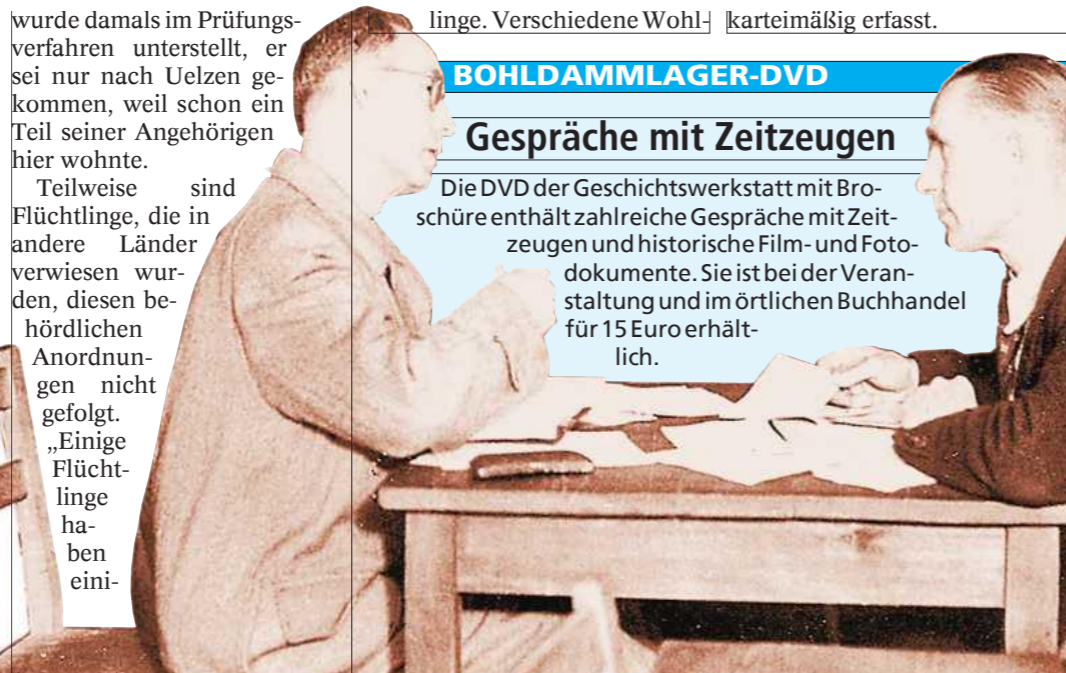 wurde damals im Prüfungs-
verfahren unterstellt, er
sei nur nach Uelzen ge-
kommen, weil schon ein
Teil seiner Angehörigen
hier wohnte.
Teilweise sind
Flüchtlinge, die in
andere Länder
verwiesen wur-
den, diesen be-
hördlichen
Anordnun-
gen nicht
gefolgt.
„Einige
Flücht-
linge
ha-
ben
eini-
linge. Verschiedene Wohl-
karteimäßig erfasst.
BOHLDAMMLAGER-DVD
Gespräche mit Zeitzeugen
Die DVD der Geschichtswerkstatt mit Bro-
schüre enthält zahlreiche Gespräche mit Zeit-
zeugen und historische Film- und Foto-
dokumente. Sie ist bei der Veran-
staltung und im örtlichen Buchhandel
für 15 Euro erhält-
lich.